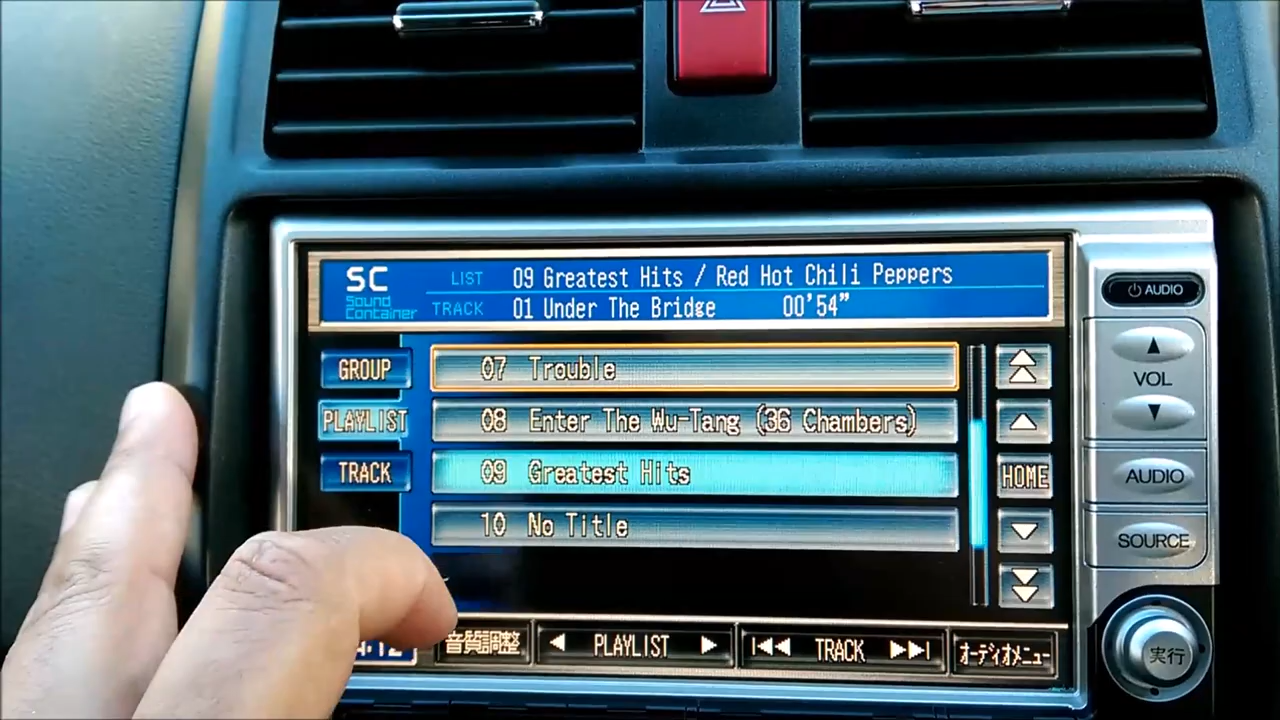 SC
Sound
Container
LIST 09 Greatest Hits / Red Hot Chili Peppers
TRACK 01 Under The Bridge 00'54"
AUDIO
GROUP
07 Trouble
VOL
PLAYLIST
08 Enter The Wu-Tang (36 Chambers)
TRACK
09 Greatest Hits
HOME
AUDIO
10 No Title
SOURCE
音質調整
PLAYLIST
TRACK
オーディオメニュー
実行